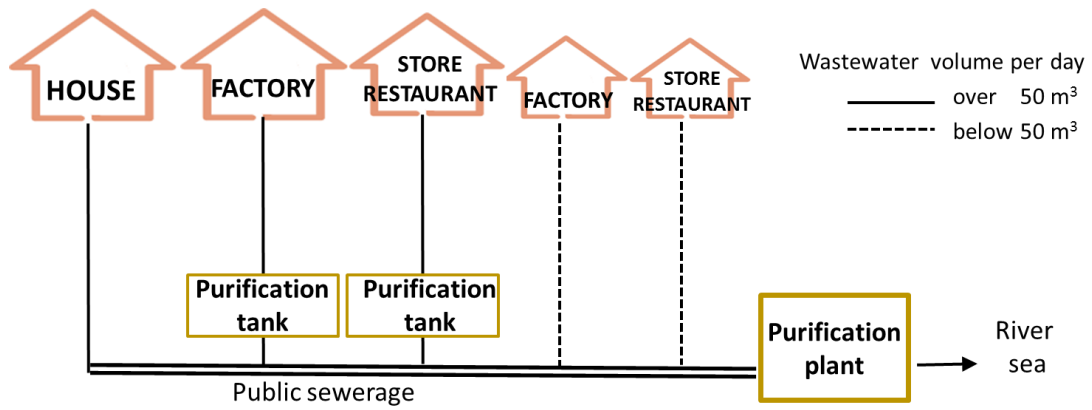 HOUSE
FACTORY
STORE
RESTAURANT
FACTORY
STORE
RESTAURANT
Wastewater volume per day
over 50 m³
below 50 m³
Purification
tank
Purification
tank
Purification
plant
River
sea
Public sewerage